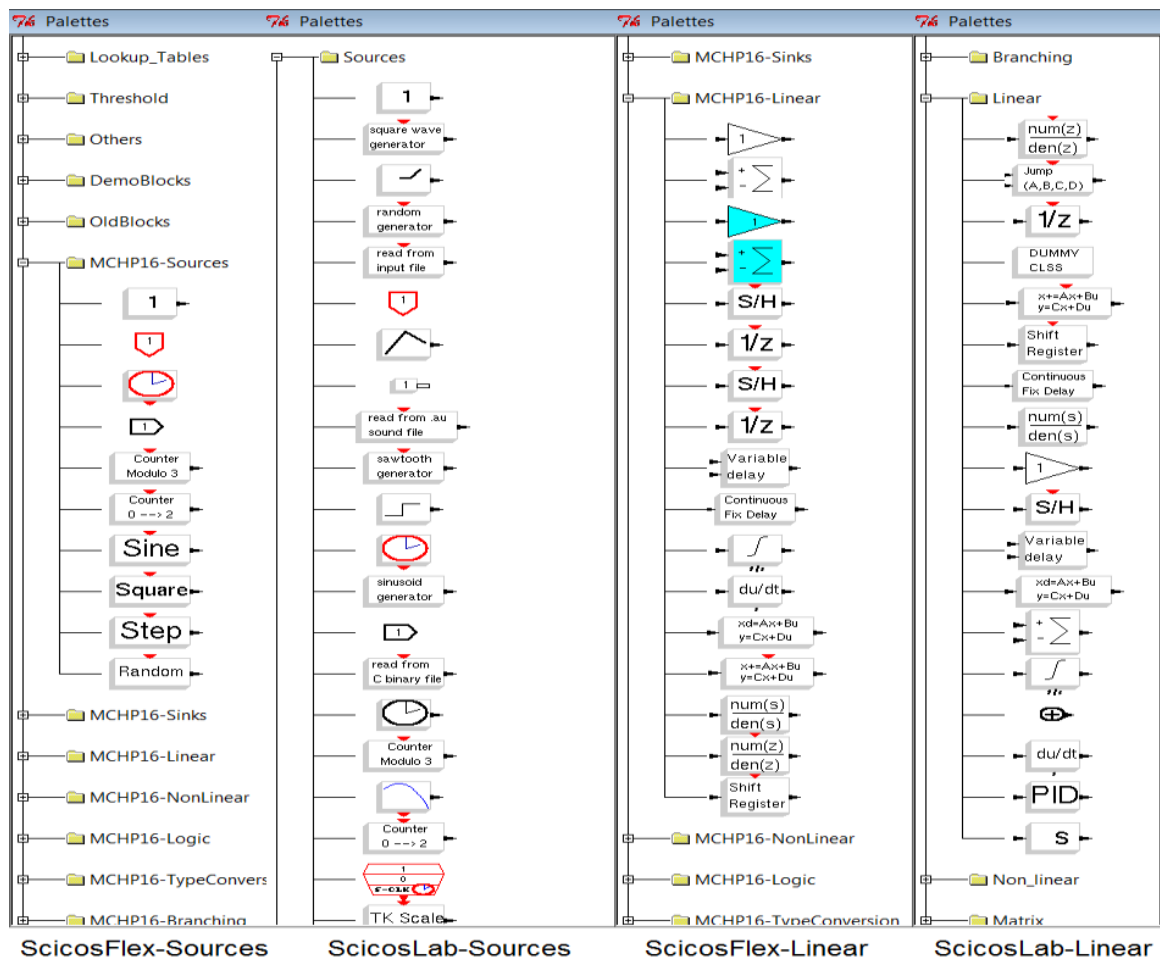 Palettes
Lookup_Tables
Threshold
Others
DemoBlocks
OldBlocks
MCHP16-Sources
1
1
1
Counter
Modulo 3
Counter
0 --> 2
Sine
Square
Step
Random
MCHP16-Sinks
MCHP16-Linear
MCHP16-NonLinear
MCHP16-Logic
MCHP16-TypeConvers
MCHP16-Branching
ScicosFlex-Sources
Palettes
Sources
1
square wave
generator
random
generator
read from
input file
1
1
read from .au
sound file
sawtooth
generator
sinusoid
generator
1
read from
C binary file
Counter
Modulo 3
Counter
0 --> 2
1
0
S-CLK
TK Scale
ScicosLab-Sources
Palettes
MCHP16-Sinks
MCHP16-Linear
1
+
- Σ
1
+
- Σ
S/H
1/z
S/H
1/z
Variable
delay
Continuous
Fix Delay
∫
du/dt
xd=Ax+Bu
y=Cx+Du
x+=Ax+Bu
y=Cx+Du
num(s)
den(s)
num(z)
den(z)
Shift
Register
MCHP16-NonLinear
MCHP16-Logic
MCHP16-TypeConversion
ScicosFlex-Linear
Palettes
Branching
Linear
num(z)
den(z)
Jump
(A,B,C,D)
1/z
DUMMY
CLSS
x+=Ax+Bu
y=Cx+Du
Shift
Register
Continuous
Fix Delay
num(s)
den(s)
1
S/H
Variable
delay
xd=Ax+Bu
y=Cx+Du
+
- Σ
∫
+
du/dt
PID
s
Non_linear
Matrix
ScicosLab-Linear